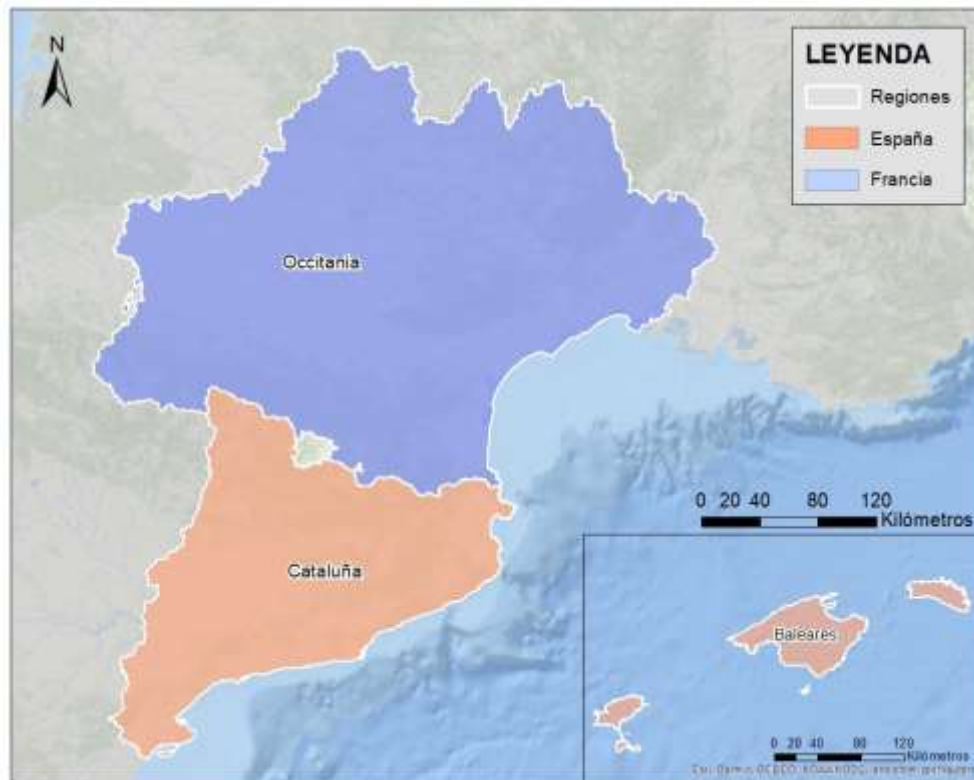 N
LEYENDA
Regiones
España
Francia
Occitania
0 20 40 80 120
Kilómetros
Cataluña
Baleares
0 20 40 80 120
Kilómetros